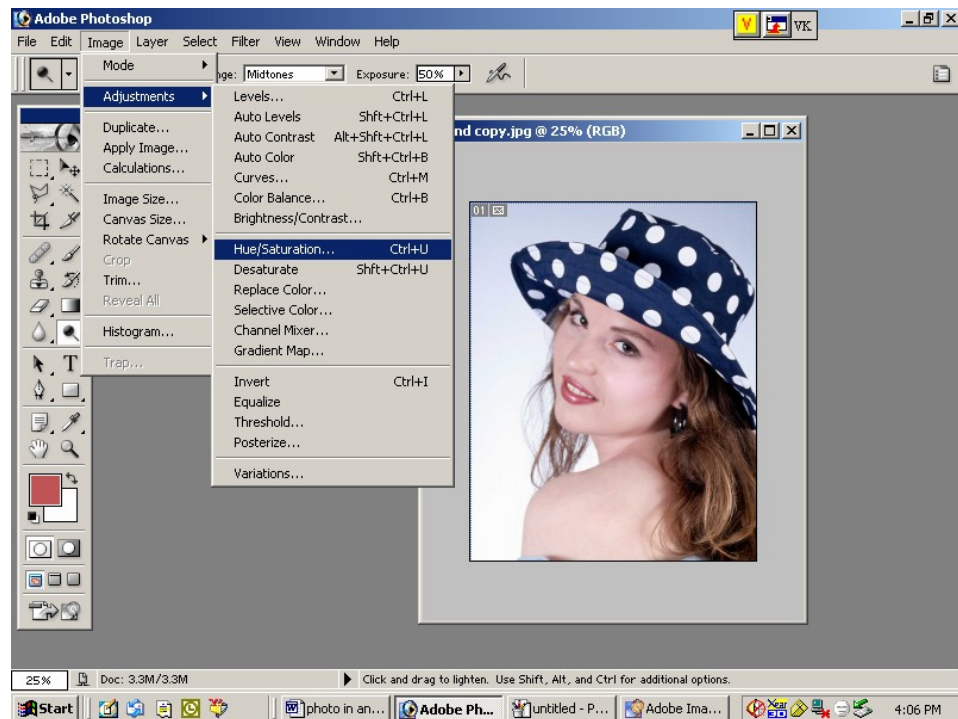 Adobe Photoshop
V VK
File Edit Image Layer Select Filter View Window Help
nge: Midtones Exposure: 50%
Mode
Adjustments
Duplicate...
Apply Image...
Calculations...
Image Size...
Canvas Size...
Rotate Canvas
Crop
Trim...
Reveal All
Histogram...
Trap...
Levels... Ctrl+L
Auto Levels Shft+Ctrl+L
Auto Contrast Alt+Shft+Ctrl+L
Auto Color Shft+Ctrl+B
Curves... Ctrl+M
Color Balance... Ctrl+B
Brightness/Contrast...
Hue/Saturation... Ctrl+U
Desaturate Shft+Ctrl+U
Replace Color...
Selective Color...
Channel Mixer...
Gradient Map...
Invert Ctrl+I
Equalize
Threshold...
Posterize...
Variations...
nd copy.jpg @ 25% (RGB)
01
T
25% Doc: 3.3M/3.3M Click and drag to lighten. Use Shift, Alt, and Ctrl for additional options.
Start photo in an... Adobe Ph... untitled - P... Adobe Ima... 4:06 PM